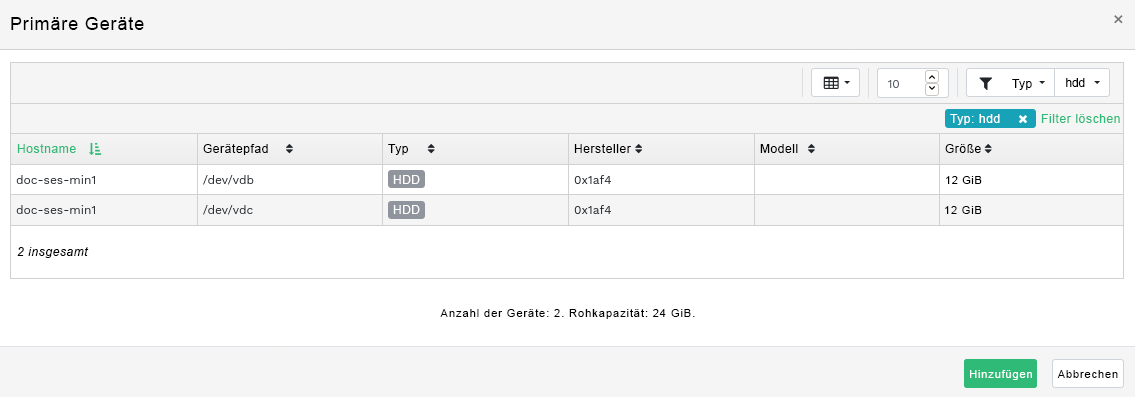 Primäre Geräte ×
10 Typ hdd
Typ: hdd × Filter löschen
Hostname Gerätepfad Typ Hersteller Modell Größe
doc-ses-min1 /dev/vdb HDD 0x1af4 12 GiB
doc-ses-min1 /dev/vdc HDD 0x1af4 12 GiB
2 insgesamt
Anzahl der Geräte: 2. Rohkapazität: 24 GiB.
Hinzufügen Abbrechen